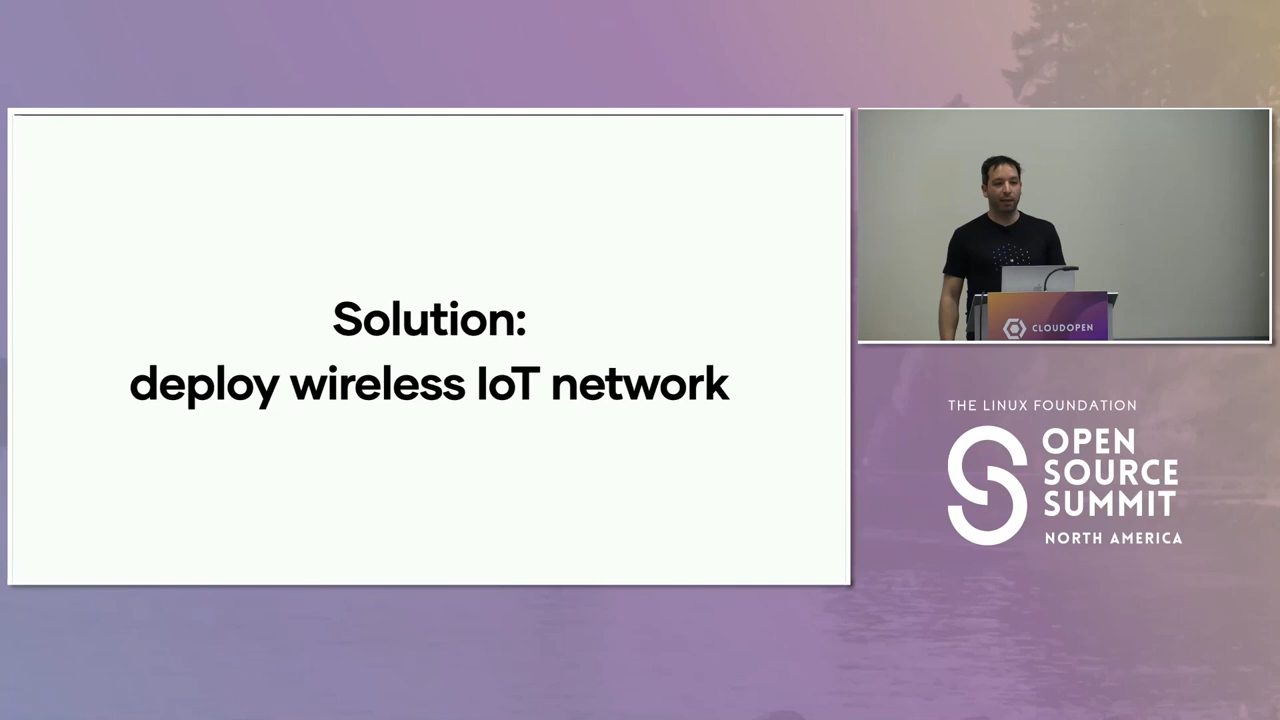 Solution:
deploy wireless IoT network
CLOUDOPEN
THE LINUX FOUNDATION
OPEN
SOURCE
SUMMIT
NORTH AMERICA